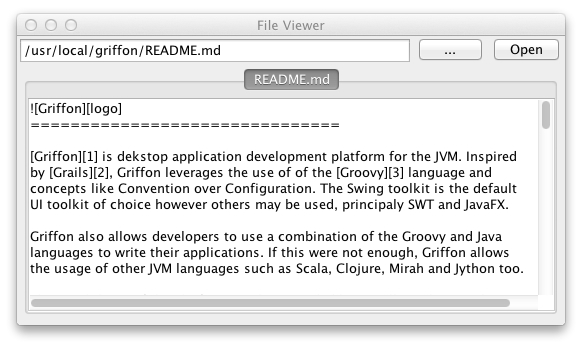 File Viewer
/usr/local/griffon/README.md
...
Open
README.md
![Griffon][logo]
===============================
[Griffon][1] is dekstop application development platform for the JVM. Inspired
by [Grails][2], Griffon leverages the use of of the [Groovy][3] language and
concepts like Convention over Configuration. The Swing toolkit is the default
UI toolkit of choice however others may be used, principaly SWT and JavaFX.
Griffon also allows developers to use a combination of the Groovy and Java
languages to write their applications. If this were not enough, Griffon allows
the usage of other JVM languages such as Scala, Clojure, Mirah and Jython too.